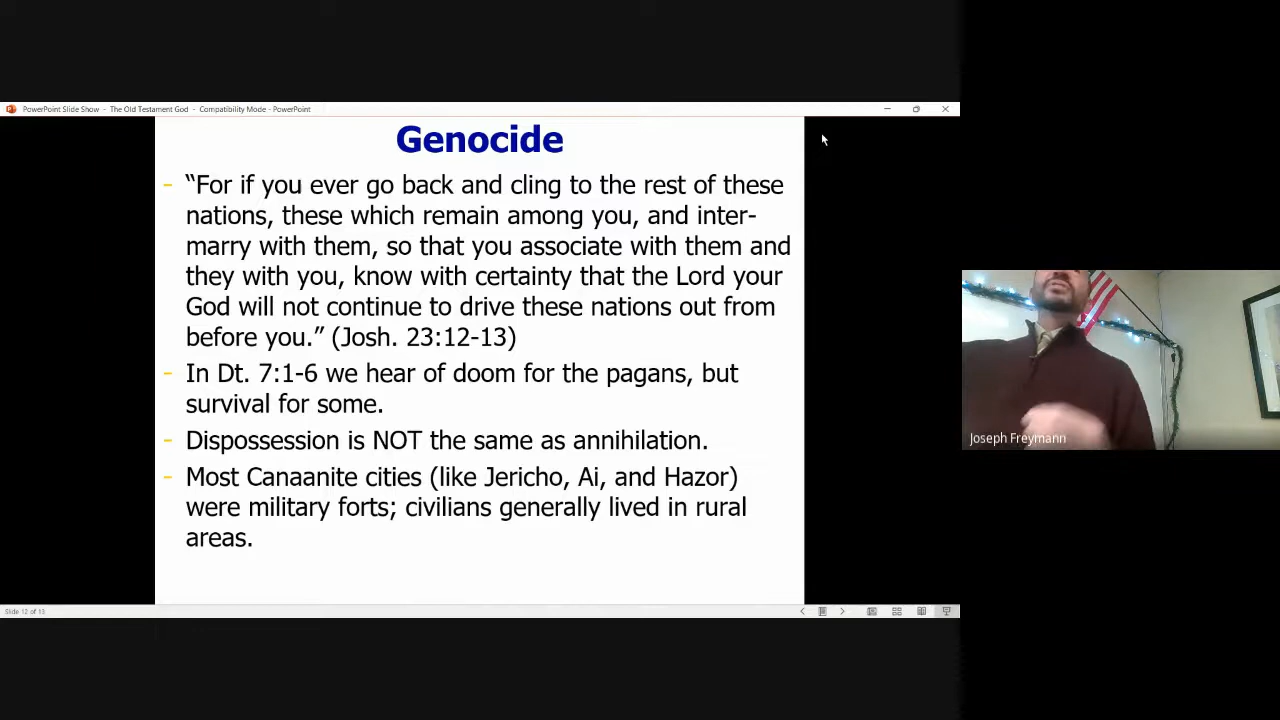 PowerPoint Slide Show - The Old Testament God - Compatibility Mode - PowerPoint
Genocide
- “For if you ever go back and cling to the rest of these
nations, these which remain among you, and inter-
marry with them, so that you associate with them and
they with you, know with certainty that the Lord your
God will not continue to drive these nations out from
before you.” (Josh. 23:12-13)
- In Dt. 7:1-6 we hear of doom for the pagans, but
survival for some.
- Dispossession is NOT the same as annihilation.
- Most Canaanite cities (like Jericho, Ai, and Hazor)
were military forts; civilians generally lived in rural
areas.
Joseph Freymann
Slide 12 of 13